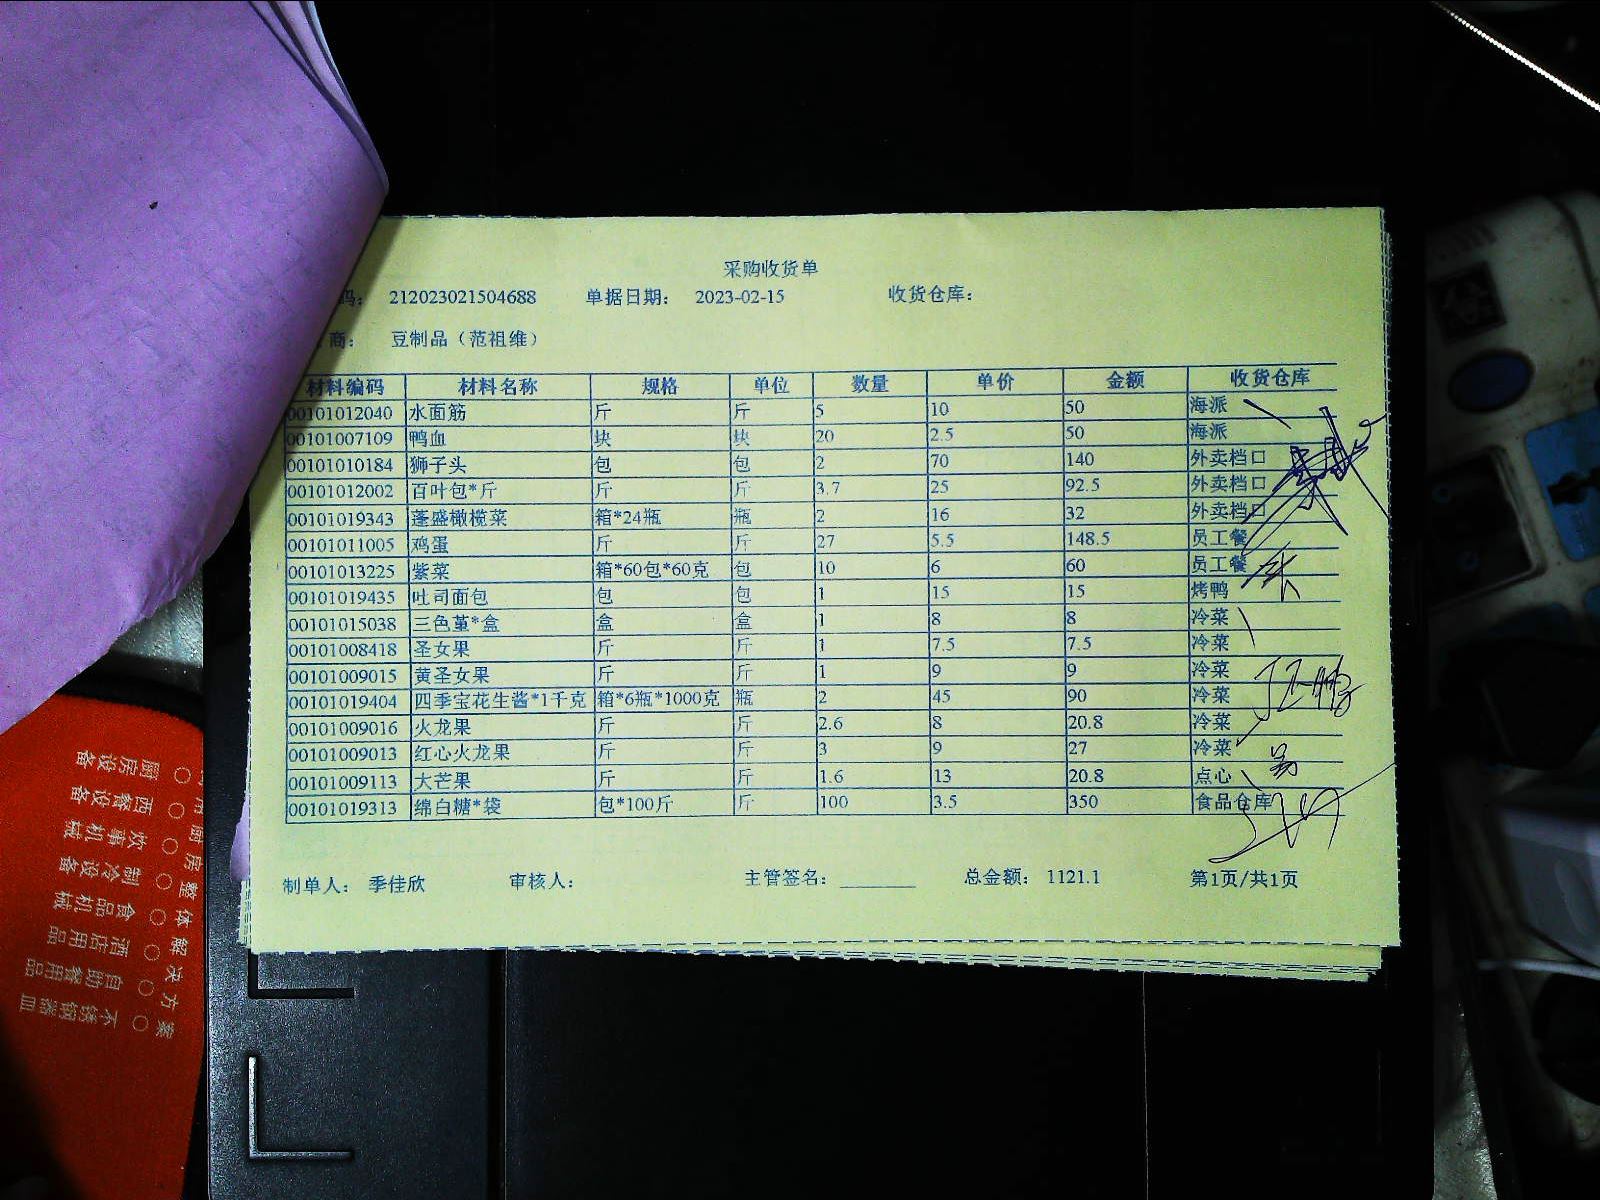 采购收货单
码： 212023021504688 单据日期： 2023-02-15 收货仓库：
商： 豆制品（范祖维）
材料编码 材料名称 规格 单位 数量 单价 金额 收货仓库
00101012040 水面筋 斤 斤 5 10 50 海派
00101007109 鸭血 块 块 20 2.5 50 海派
00101010184 狮子头 包 包 2 70 140 外卖档口
00101012002 百叶包*斤 斤 斤 3.7 25 92.5 外卖档口
00101019343 蓬盛橄榄菜 箱*24瓶 瓶 2 16 32 外卖档口
00101011005 鸡蛋 斤 斤 27 5.5 148.5 员工餐
00101013225 紫菜 箱*60包*60克 包 10 6 60 员工餐
00101019435 吐司面包 包 包 1 15 15 烤鸭
00101015038 三色堇*盒 盒 盒 1 8 8 冷菜
00101008418 圣女果 斤 斤 1 7.5 7.5 冷菜
00101009015 黄圣女果 斤 斤 1 9 9 冷菜
00101019404 四季宝花生酱*1千克 箱*6瓶*1000克 瓶 2 45 90 冷菜
00101009016 火龙果 斤 斤 2.6 8 20.8 冷菜
00101009013 红心火龙果 斤 斤 3 9 27 冷菜
00101009113 大芒果 斤 斤 1.6 13 20.8 点心
00101019313 绵白糖*袋 包*100斤 斤 100 3.5 350 食品仓库
制单人： 季佳欣 审核人： 主管签名： ________ 总金额： 1121.1 第1页/共1页
厨房设备
西餐设备
炊事机械
制冷设备
食品机械
酒店用品
自助餐用品
不锈钢器皿
厨房整体解决方案